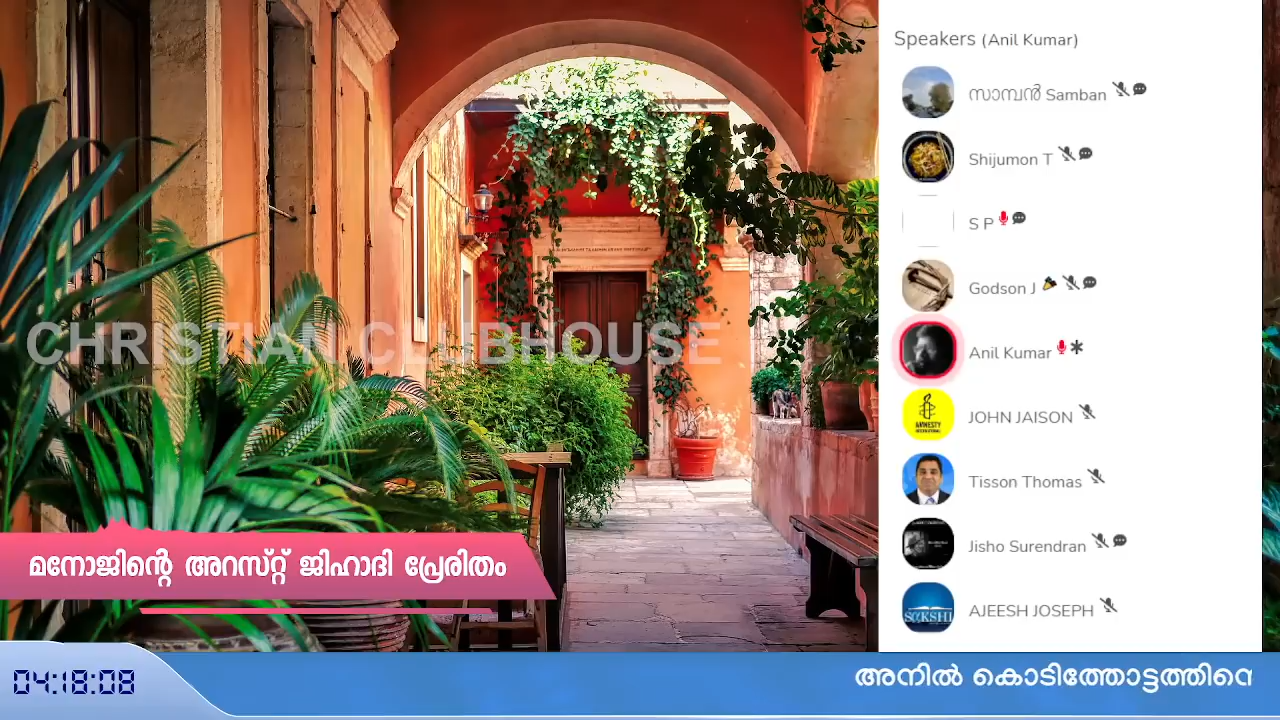 Speakers (Anil Kumar)
സാമ്പൻ Samban
Shijumon T
S P
Godson J
CHRISTIAN CLUBHOUSE
Anil Kumar
AMNESTY
INTERNATIONAL
JOHN JAISON
Tisson Thomas
Jisho Surendran
SAKSHI
AJEESH JOSEPH
മനോജിന്റെ അറസ്റ്റ് ജിഹാദി പ്രേരിതം
04:18:08
അനിൽ കൊടിത്തോട്ടത്തിനെ